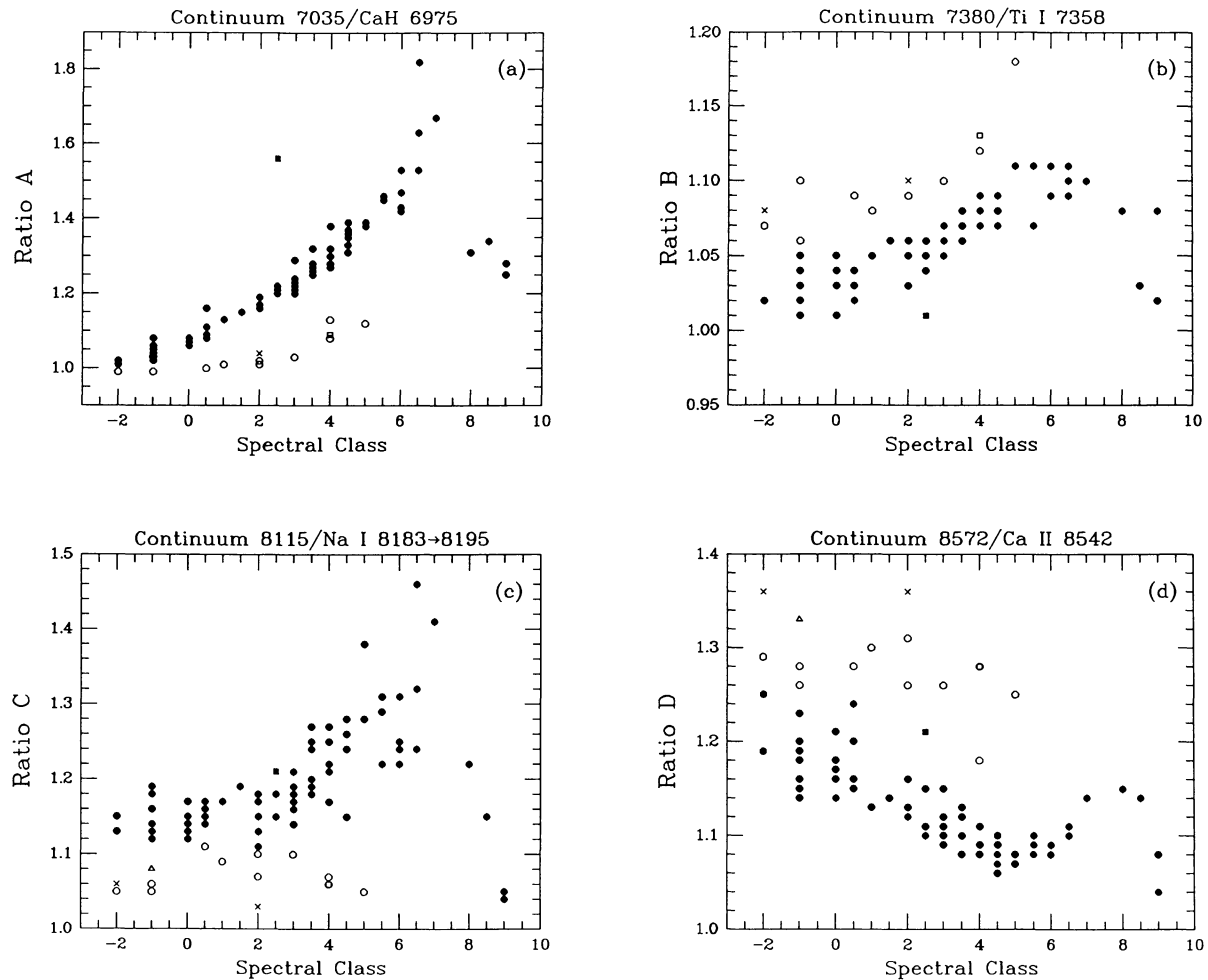 Continuum 7035/CaH 6975
(a)
1.8
1.6
1.4
1.2
1.0
Ratio A
-2 0 2 4 6 8 10
Spectral Class
Continuum 7380/Ti I 7358
(b)
1.20
1.15
1.10
1.05
1.00
0.95
Ratio B
-2 0 2 4 6 8 10
Spectral Class
Continuum 8115/Na I 8183→8195
(c)
1.5
1.4
1.3
1.2
1.1
1.0
Ratio C
-2 0 2 4 6 8 10
Spectral Class
Continuum 8572/Ca II 8542
(d)
1.4
1.3
1.2
1.1
1.0
Ratio D
-2 0 2 4 6 8 10
Spectral Class